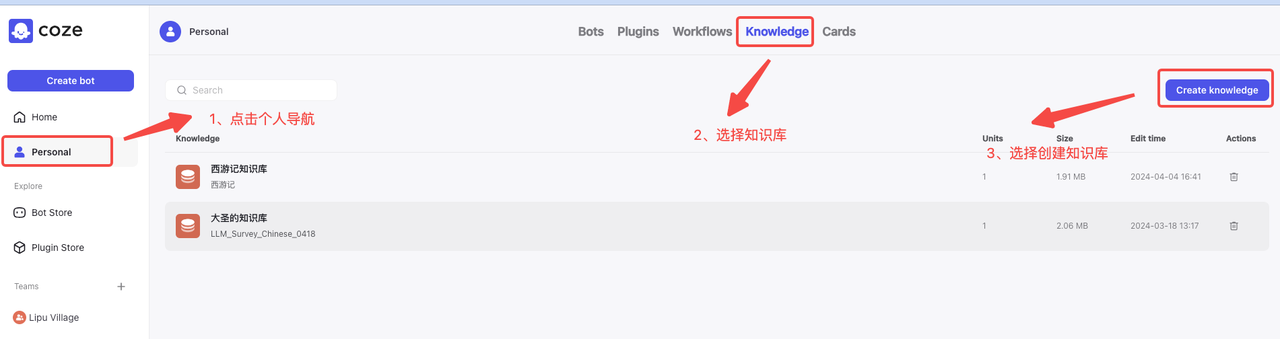 coze
Personal
Bots Plugins Workflows Knowledge Cards
Create bot
Search
Create knowledge
Home
1、点击个人导航
2、选择知识库
Knowledge
Units Size Edit time Actions
Personal
3、选择创建知识库
西游记知识库
西游记
1 1.91 MB 2024-04-04 16:41
Explore
Bot Store
大圣的知识库
LLM_Survey_Chinese_0418
1 2.06 MB 2024-03-18 13:17
Plugin Store
Teams +
Lipu Village